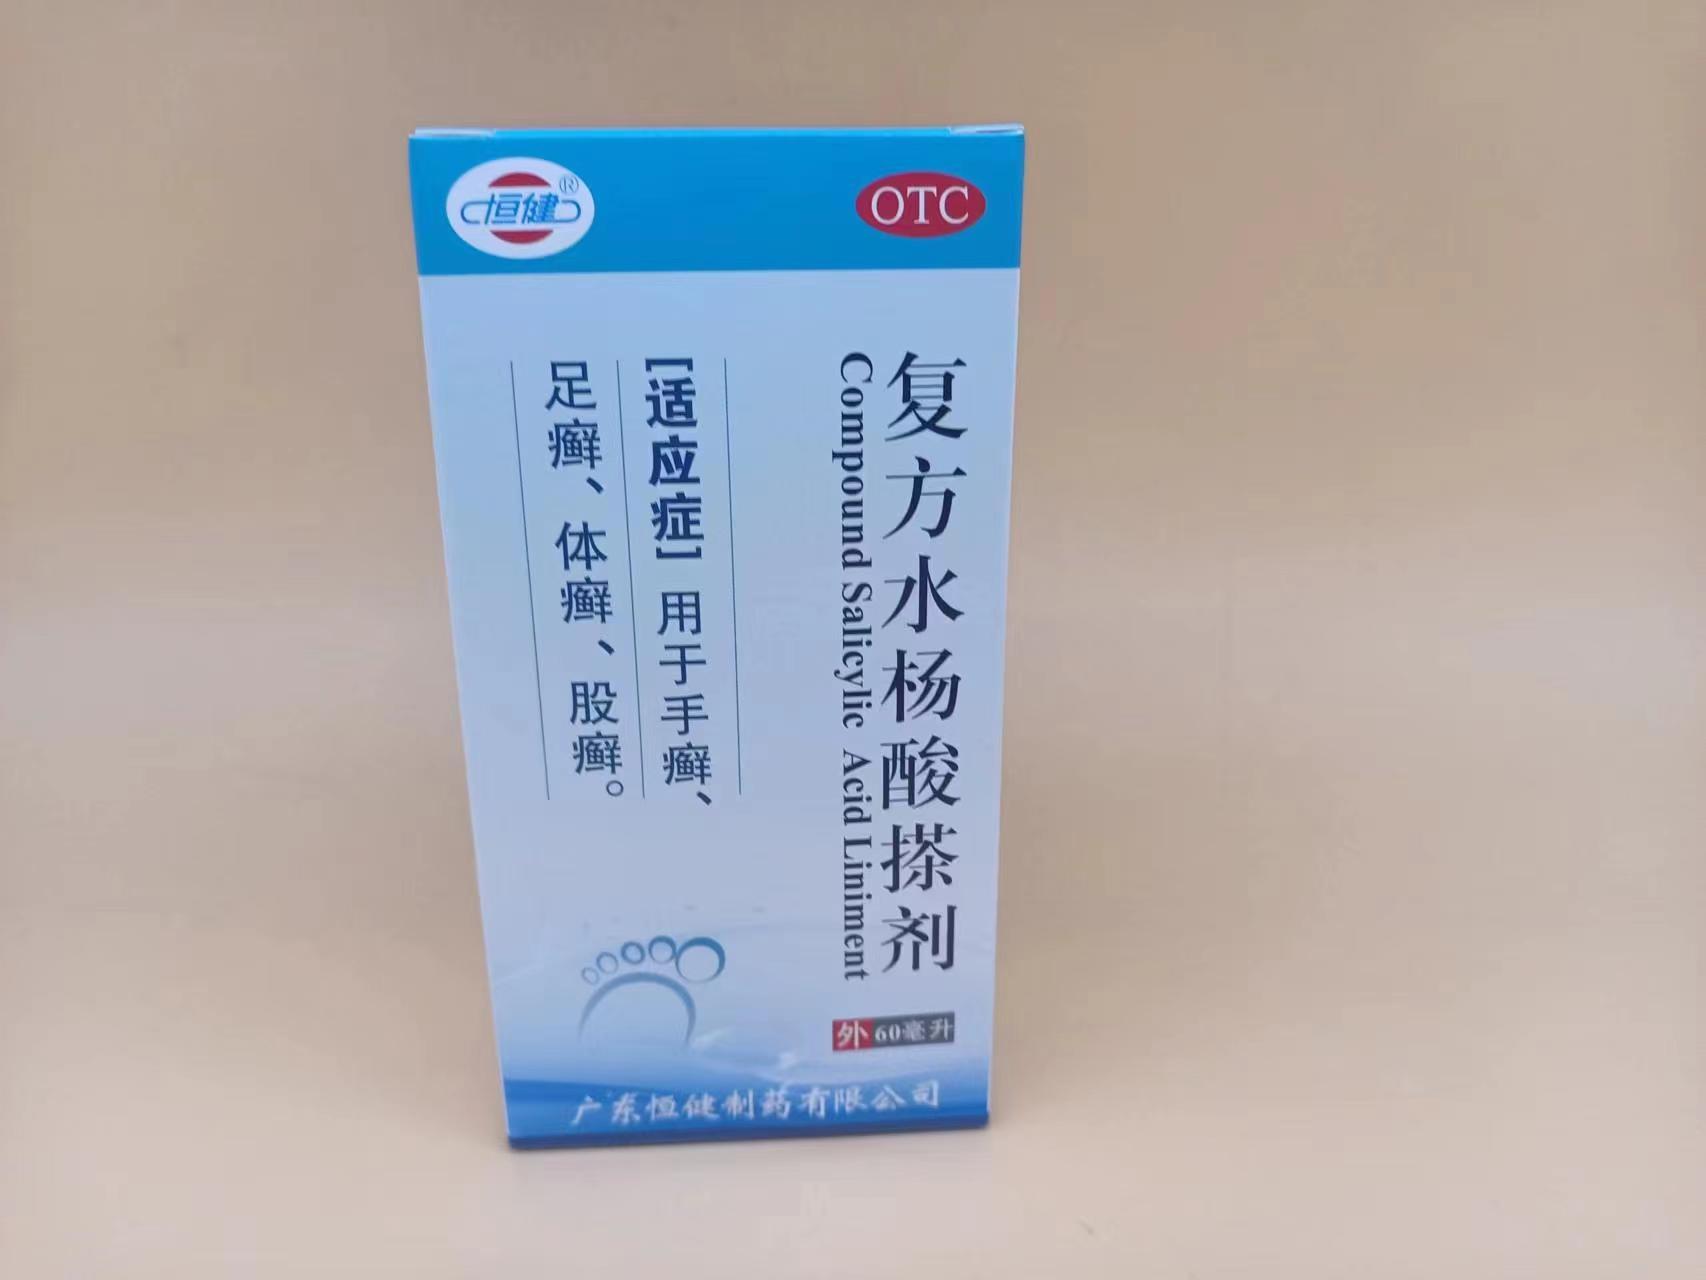 恒健®
OTC
复方水杨酸搽剂
Compound Salicylic Acid Liniment
[适应症] 用于手癣、
足癣、体癣、股癣。
外 60毫升
广东恒健制药有限公司